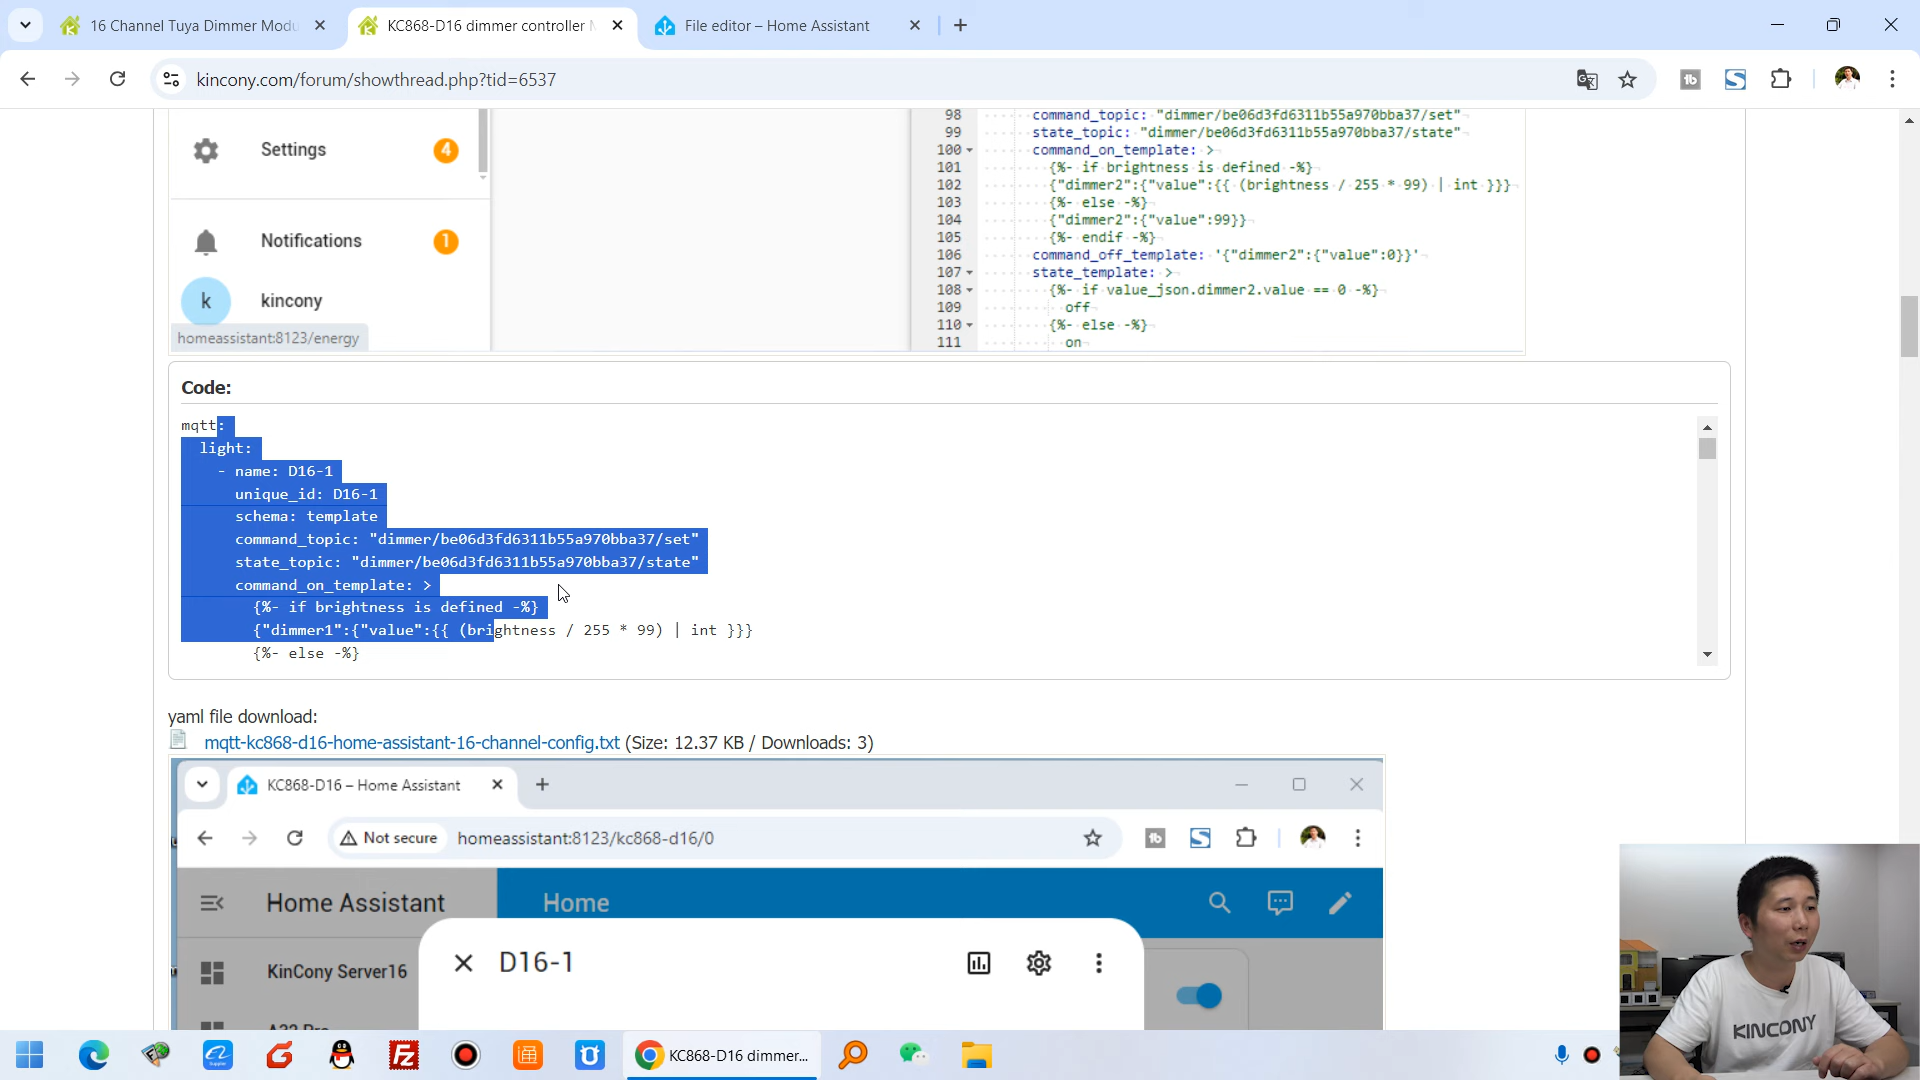 16 Channel Tuya Dimmer Modu
KC868-D16 dimmer controller
File editor – Home Assistant
kincony.com/forum/showthread.php?tid=6537
Settings
4
Notifications
1
k
kincony
homeassistant:8123/energy
98 command_topic: "dimmer/be06d3fd6311b55a970bba37/set"
99 state_topic: "dimmer/be06d3fd6311b55a970bba37/state"
100 command_on_template: >
101 {%- if brightness is defined -%}
102 {"dimmer2":{"value":{{ (brightness / 255 * 99) | int }}}
103 {%- else -%}
104 {"dimmer2":{"value":99}}
105 {%- endif -%}
106 command_off_template: '{"dimmer2":{"value":0}}'
107 state_template: >
108 {%- if value_json.dimmer2.value == 0 -%}
109 off
110 {%- else -%}
111 on
Code:
mqtt:
light:
- name: D16-1
unique_id: D16-1
schema: template
command_topic: "dimmer/be06d3fd6311b55a970bba37/set"
state_topic: "dimmer/be06d3fd6311b55a970bba37/state"
command_on_template: >
{%- if brightness is defined -%}
{"dimmer1":{"value":{{ (brightness / 255 * 99) | int }}}
{%- else -%}
yaml file download:
mqtt-kc868-d16-home-assistant-16-channel-config.txt (Size: 12.37 KB / Downloads: 3)
KC868-D16 – Home Assistant
Not secure homeassistant:8123/kc868-d16/0
Home Assistant
Home
KinCony Server16
D16-1
KC868-D16 dimmer...
KINCONY